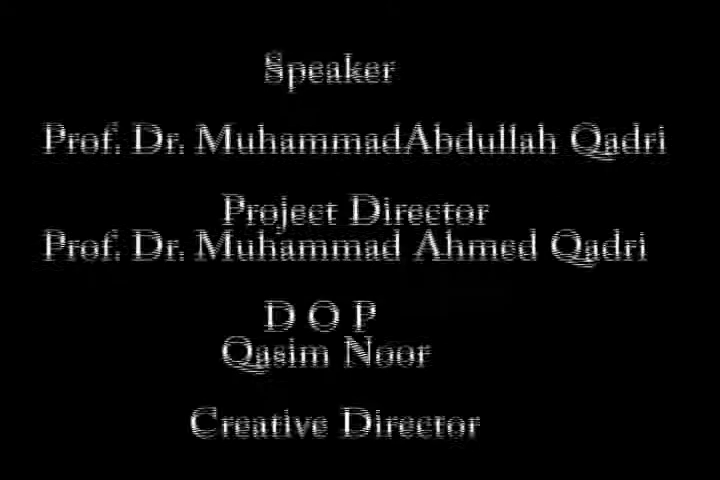 Speaker
Prof. Dr. MuhammadAbdullah Qadri
Project Director
Prof. Dr. Muhammad Ahmed Qadri
D O P
Qasim Noor
Creative Director